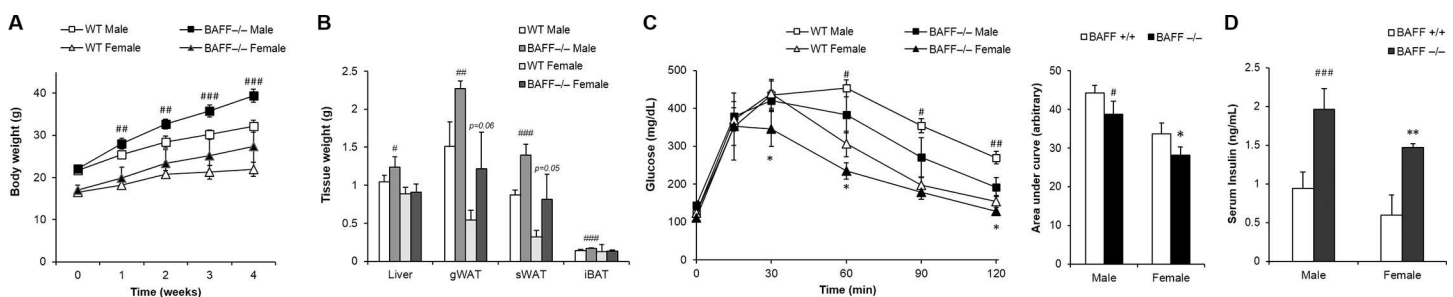 A
WT Male
BAFF–/– Male
WT Female
BAFF–/– Female
Body weight (g)
50
40
30
20
10
0
##
##
###
###
0 1 2 3 4
Time (weeks)
B
WT Male
BAFF–/– Male
WT Female
BAFF–/– Female
Tissue weight (g)
2.5
2
1.5
1
0.5
0
#
##
p=0.06
###
p=0.05
###
Liver gWAT sWAT iBAT
C
WT Male
BAFF–/– Male
WT Female
BAFF–/– Female
Glucose (mg/dL)
500
400
300
200
100
0
#
#
##
*
*
*
0 30 60 90 120
Time (min)
BAFF +/+
BAFF –/–
Area under curve (arbitrary)
50
40
30
20
10
0
#
*
Male Female
D
BAFF +/+
BAFF –/–
Serum Insulin (ng/mL)
2.5
2
1.5
1
0.5
0
###
**
Male Female